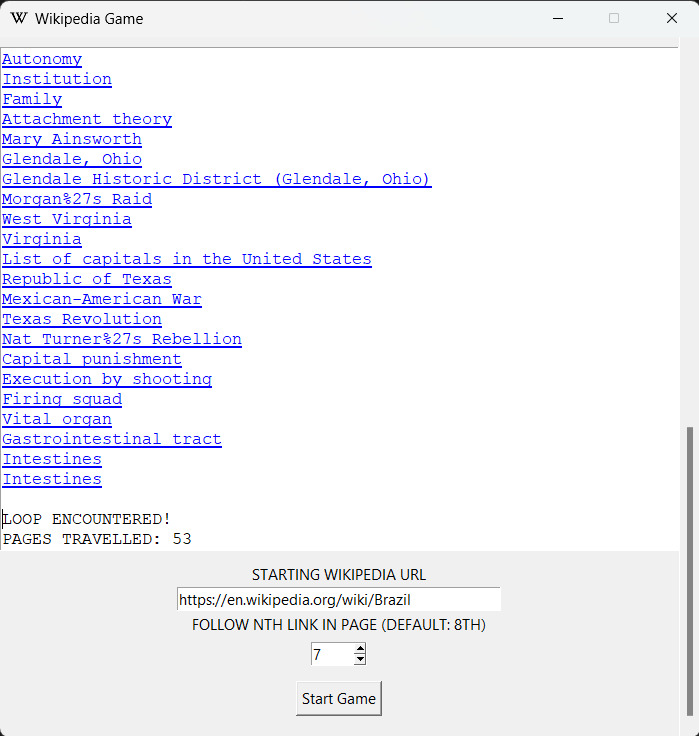 Wikipedia Game
Autonomy
Institution
Family
Attachment theory
Mary Ainsworth
Glendale, Ohio
Glendale Historic District (Glendale, Ohio)
Morgan%27s Raid
West Virginia
Virginia
List of capitals in the United States
Republic of Texas
Mexican–American War
Texas Revolution
Nat Turner%27s Rebellion
Capital punishment
Execution by shooting
Firing squad
Vital organ
Gastrointestinal tract
Intestines
Intestines
LOOP ENCOUNTERED!
PAGES TRAVELLED: 53
STARTING WIKIPEDIA URL
https://en.wikipedia.org/wiki/Brazil
FOLLOW NTH LINK IN PAGE (DEFAULT: 8TH)
7
Start Game